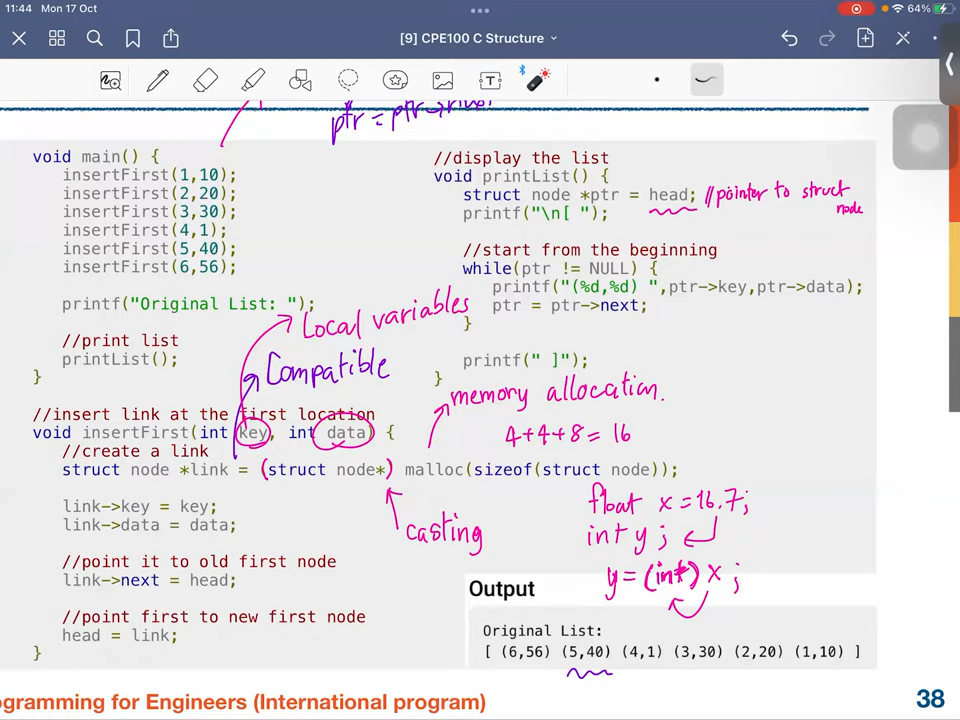 11:44 Mon 17 Oct
64%
[9] CPE100 C Structure
ptr = ptr->
void main() {
insertFirst(1,10);
insertFirst(2,20);
insertFirst(3,30);
insertFirst(4,1);
insertFirst(5,40);
insertFirst(6,56);
printf("Original List: ");
//print list
printList();
}
//insert link at the first location
void insertFirst(int key, int data) {
//create a link
struct node *link = (struct node*) malloc(sizeof(struct node));
link->key = key;
link->data = data;
//point it to old first node
link->next = head;
//point first to new first node
head = link;
}
//display the list
void printList() {
struct node *ptr = head; //pointer to struct
node
printf("\n[ ");
//start from the beginning
while(ptr != NULL) {
printf("(%d,%d) ",ptr->key,ptr->data);
ptr = ptr->next;
}
printf(" ]");
}
Local variables
Compatible
memory allocation.
4+4+8 = 16
casting
float x = 16.7;
int y ;
y = (int) x ;
Output
Original List:
[ (6,56) (5,40) (4,1) (3,30) (2,20) (1,10) ]
ogramming for Engineers (International program)
38